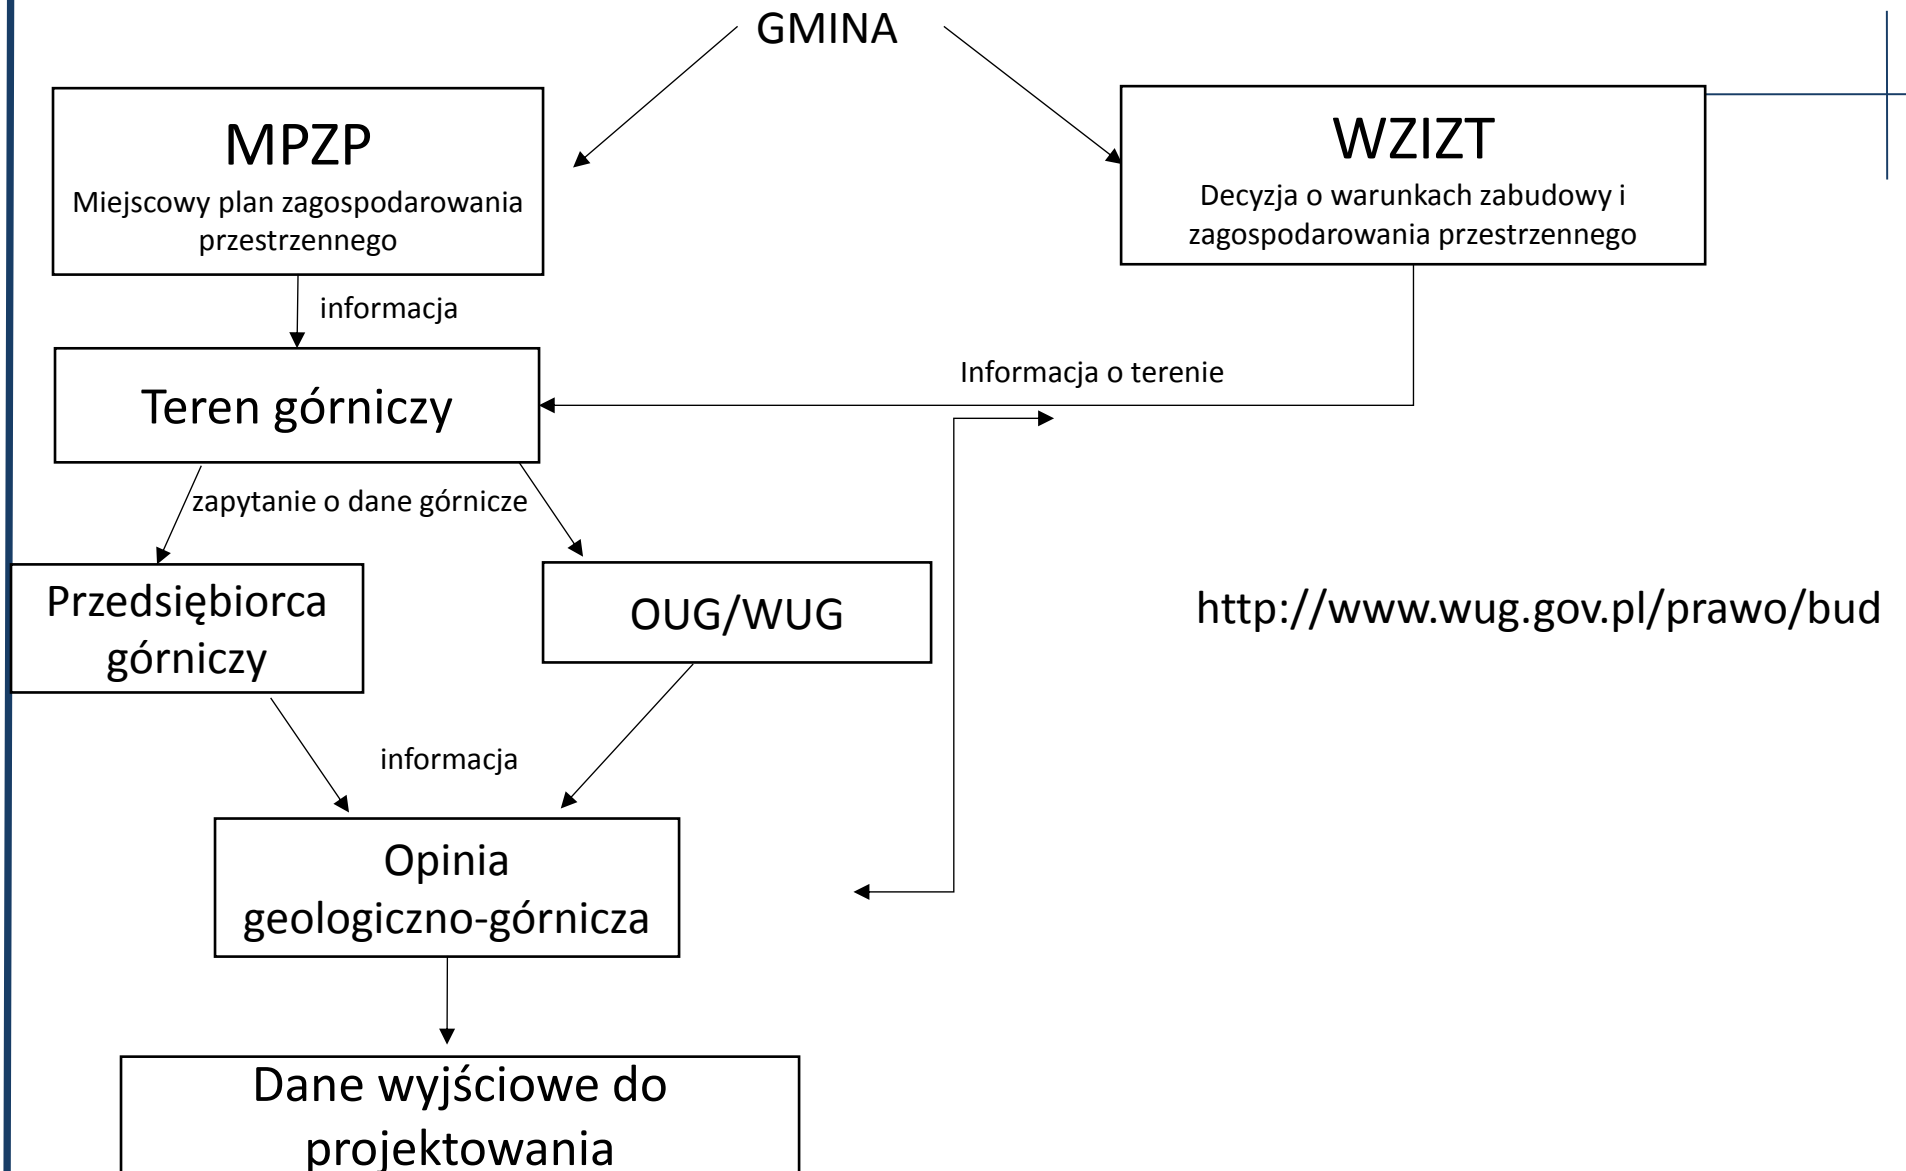 GMINA
MPZP
Miejscowy plan zagospodarowania
przestrzennego
WZIZT
Decyzja o warunkach zabudowy i
zagospodarowania przestrzennego
informacja
Informacja o terenie
Teren górniczy
zapytanie o dane górnicze
Przedsiębiorca
górniczy
OUG/WUG
http://www.wug.gov.pl/prawo/bud
informacja
Opinia
geologiczno-górnicza
Dane wyjściowe do
projektowania